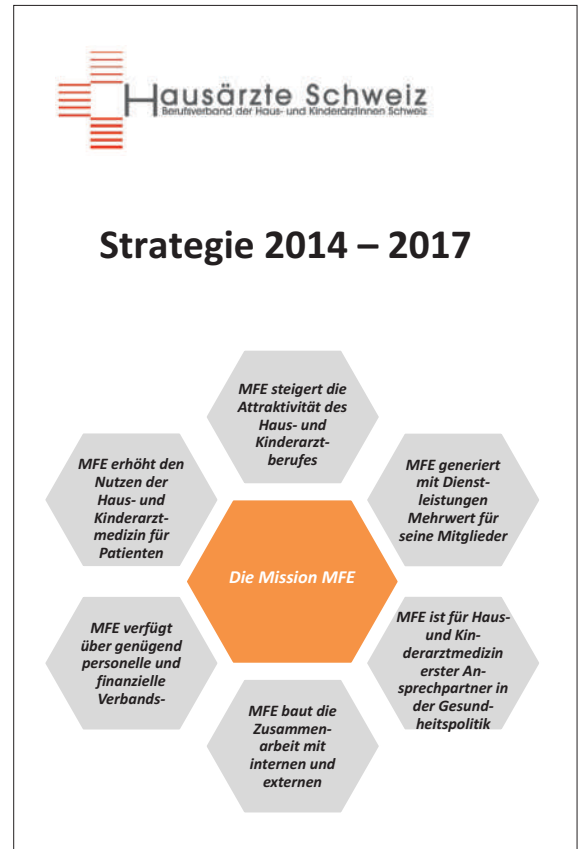 Hausärzte Schweiz
Berufsverband der Haus- und KinderärztInnen Schweiz
Strategie 2014 – 2017
MFE steigert die
Attraktivität des
Haus- und
Kinderarzt-
berufes
MFE erhöht den
Nutzen der
Haus- und
Kinderarzt-
medizin für
Patienten
MFE generiert
mit Dienst-
leistungen
Mehrwert für
seine Mitglieder
Die Mission MFE
MFE verfügt
über genügend
personelle und
finanzielle
Verbands-
MFE ist für Haus-
und Kin-
derarztmedizin
erster An-
sprechpartner in
der Gesund-
heitspolitik
MFE baut die
Zusammen-
arbeit mit
internen und
externen